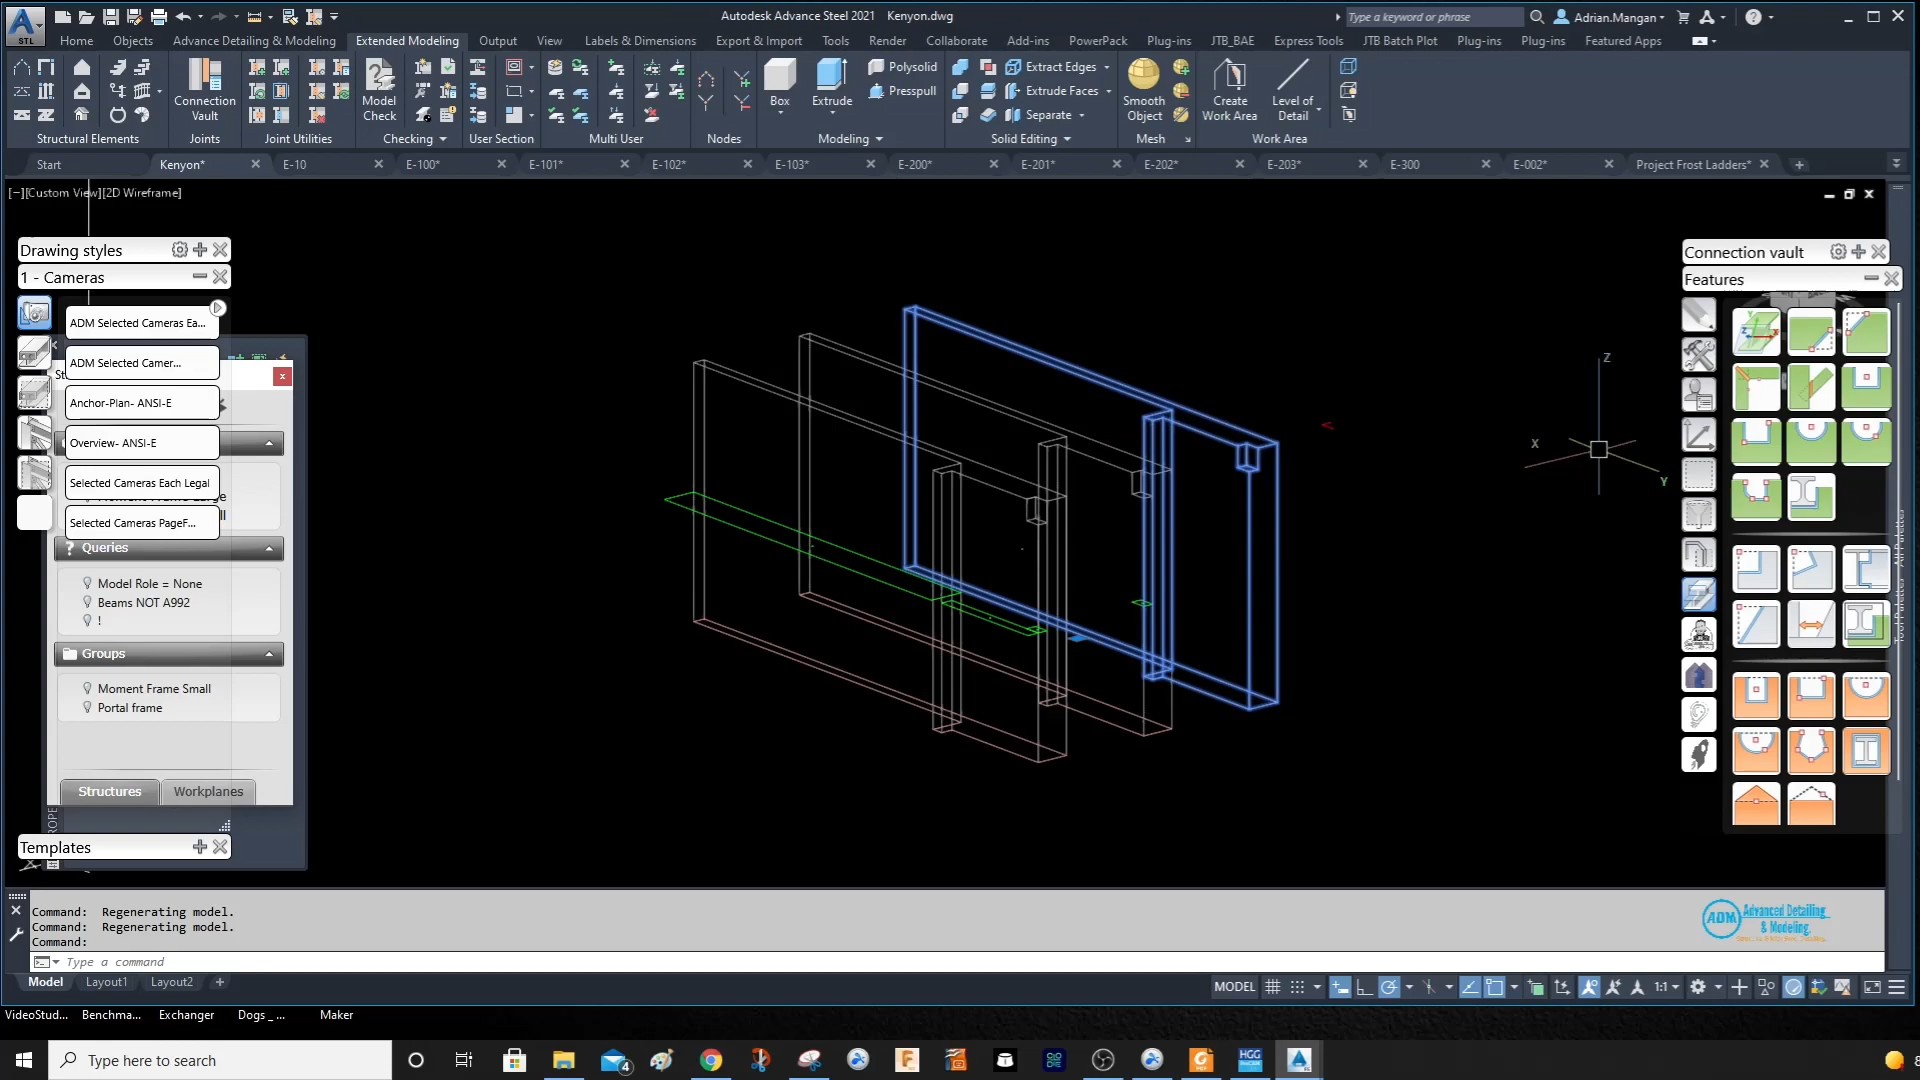 Autodesk Advance Steel 2021 Kenyon.dwg
Type a keyword or phrase
Adrian.Mangan
STL
Home Objects Advance Detailing & Modeling Extended Modeling Output View Labels & Dimensions Export & Import Tools Render Collaborate Add-ins PowerPack Plug-ins JTB_BAE Express Tools JTB Batch Plot Plug-ins Plug-ins Featured Apps
Connection Vault
Model Check
Box
Extrude
Polysolid
Presspull
Extract Edges
Extrude Faces
Separate
Smooth Object
Create Work Area
Level of Detail
Structural Elements Joints Joint Utilities Checking User Section Multi User Nodes Modeling Solid Editing Mesh Work Area
Start Kenyon* E-10 E-100* E-101* E-102* E-103* E-200* E-201* E-202* E-203* E-300 E-002* Project Frost Ladders*
[−][Custom View][2D Wireframe]
Drawing styles
1 - Cameras
ADM Selected Cameras Ea...
ADM Selected Camer...
Anchor-Plan- ANSI-E
Overview- ANSI-E
Selected Cameras Each Legal
Selected Cameras PageF...
? Queries
Model Role = None
Beams NOT A992
!
Groups
Moment Frame Small
Portal frame
Structures Workplanes
Templates
Connection vault
Features
Z
X
Y
Command: Regenerating model.
Command: Regenerating model.
Command:
Type a command
ADM Advanced Detailing & Modeling.
Model Layout1 Layout2 +
MODEL
1:1
VideoStud... Benchma... Exchanger Dogs _ ... Maker
Type here to search
4
HGG
8